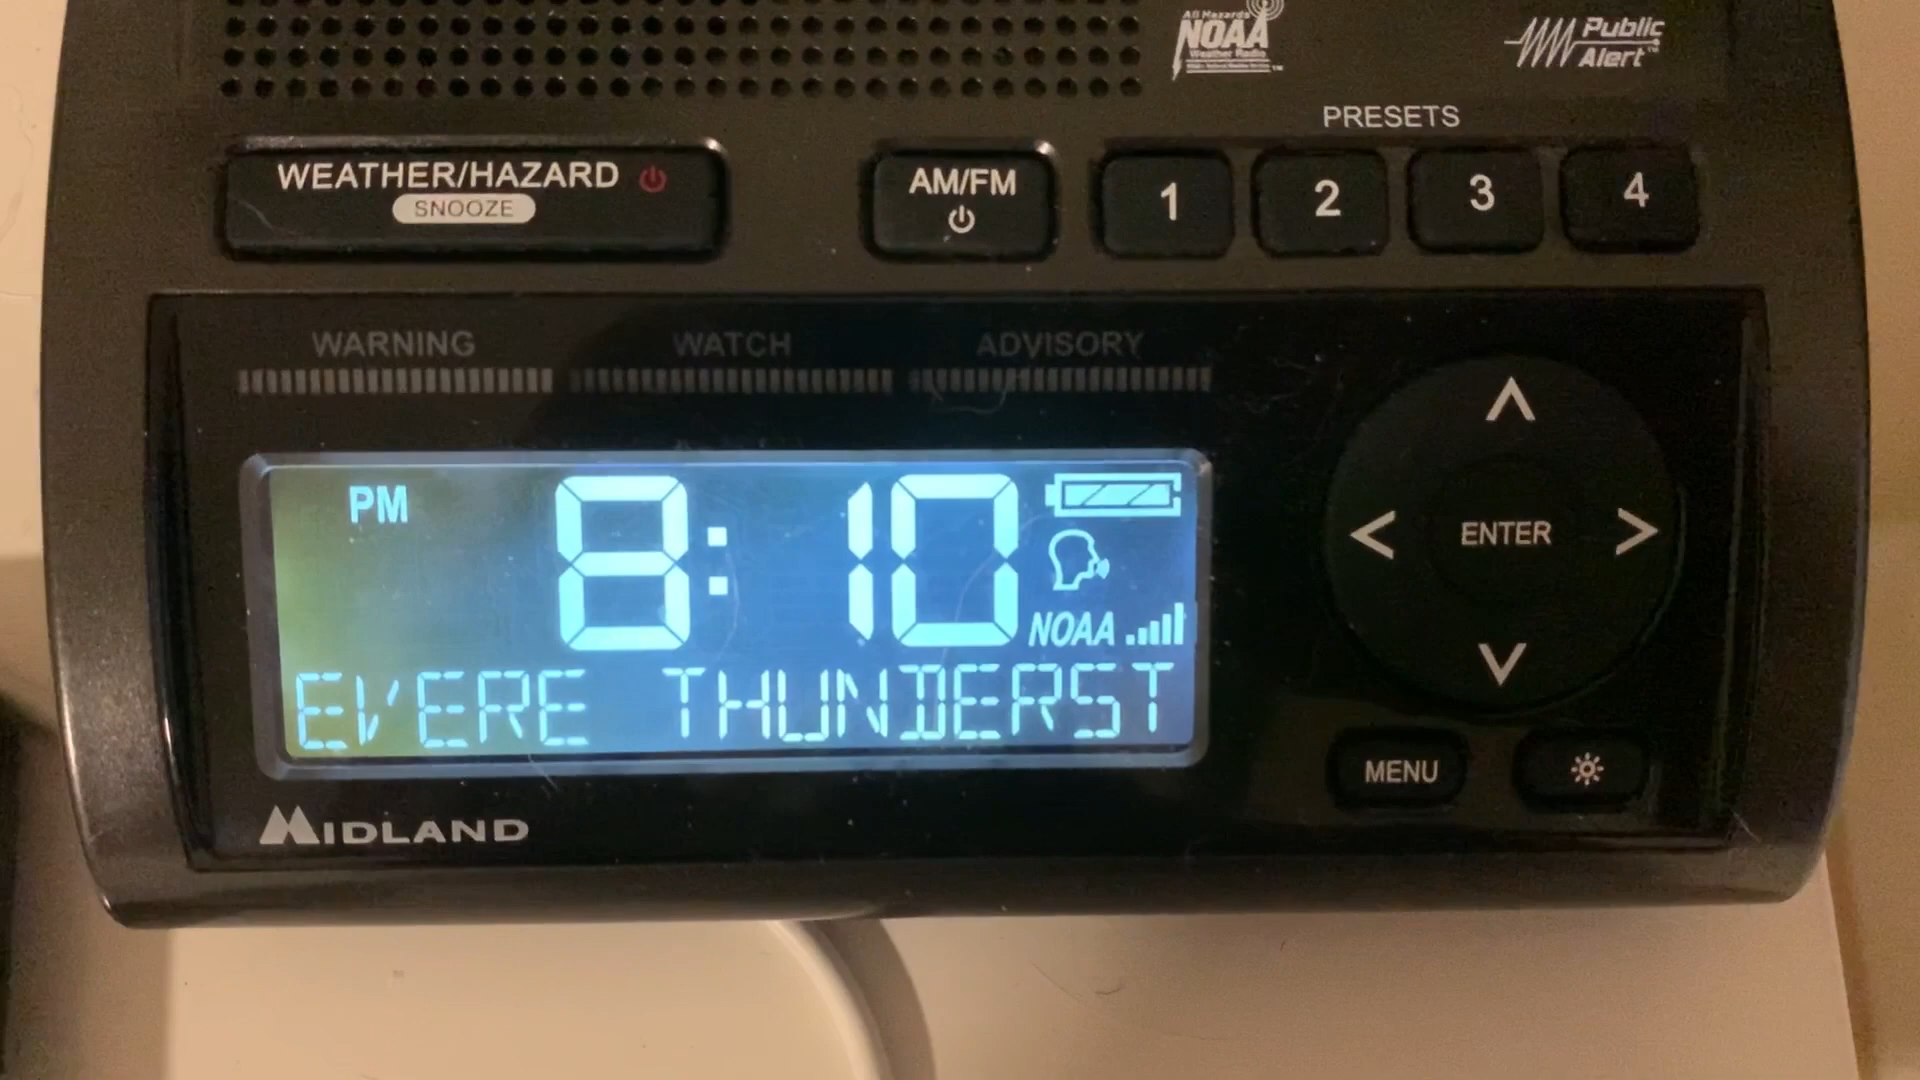 All Hazards
NOAA
Weather Radio
Public
Alert™
PRESETS
WEATHER/HAZARD
SNOOZE
AM/FM
1 2 3 4
WARNING WATCH ADVISORY
PM 8:10
NOAA
EVERE THUNDERST
ENTER
MENU
MIDLAND